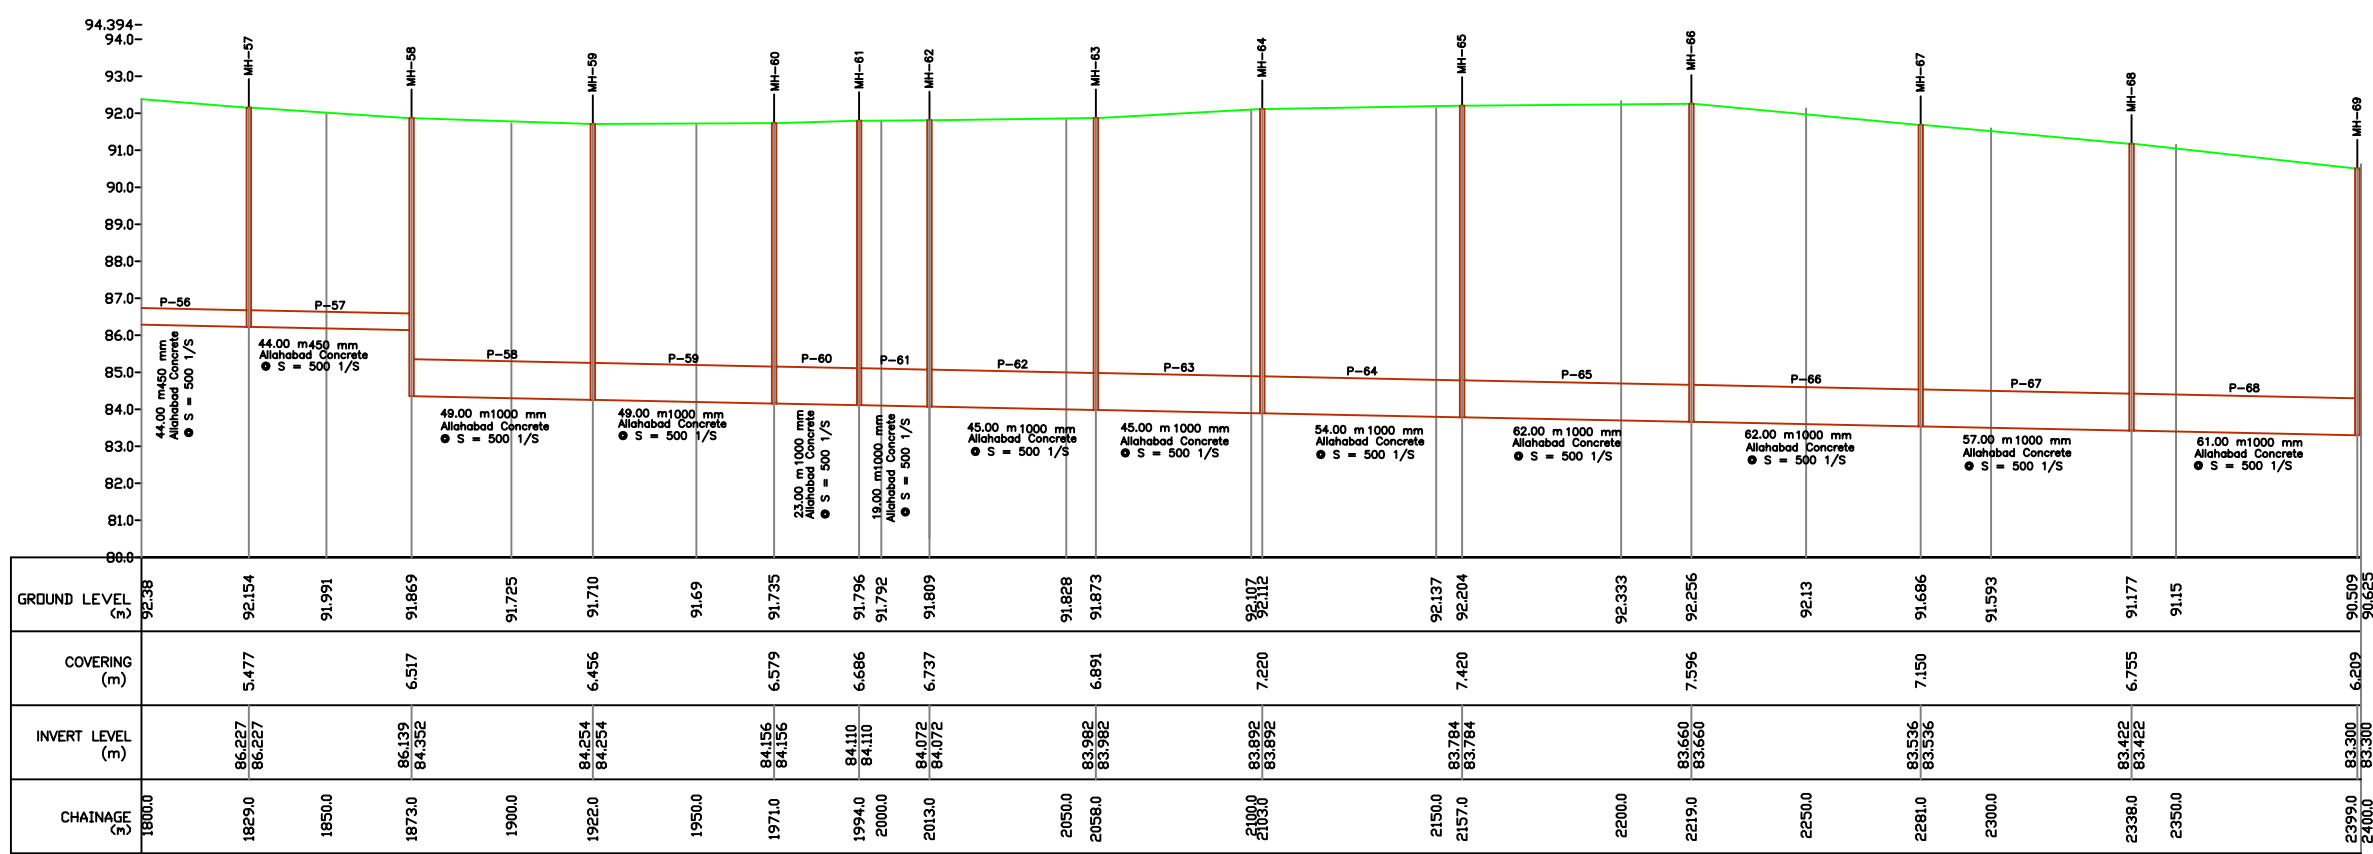 94.394
94.0
93.0
92.0
91.0
90.0
89.0
88.0
87.0
86.0
85.0
84.0
83.0
82.0
81.0
80.0
MH-57
MH-58
MH-59
MH-60
MH-61
MH-62
MH-63
MH-64
MH-65
MH-66
MH-67
MH-68
MH-69
P-56
P-57
P-58
P-59
P-60
P-61
P-62
P-63
P-64
P-65
P-66
P-67
P-68
44.00 m450 mm
Allahabad Concrete
@ S = 500 1/S
44.00 m450 mm
Allahabad Concrete
@ S = 500 1/S
49.00 m1000 mm
Allahabad Concrete
@ S = 500 1/S
49.00 m1000 mm
Allahabad Concrete
@ S = 500 1/S
23.00 m1000 mm
Allahabad Concrete
@ S = 500 1/S
19.00 m1000 mm
Allahabad Concrete
@ S = 500 1/S
45.00 m1000 mm
Allahabad Concrete
@ S = 500 1/S
45.00 m1000 mm
Allahabad Concrete
@ S = 500 1/S
54.00 m1000 mm
Allahabad Concrete
@ S = 500 1/S
62.00 m1000 mm
Allahabad Concrete
@ S = 500 1/S
62.00 m1000 mm
Allahabad Concrete
@ S = 500 1/S
57.00 m1000 mm
Allahabad Concrete
@ S = 500 1/S
61.00 m1000 mm
Allahabad Concrete
@ S = 500 1/S
GROUND LEVEL
(m)
92.38
92.154
91.991
91.869
91.725
91.710
91.69
91.735
91.796
91.792
91.809
91.828
91.873
92.107
92.112
92.137
92.204
92.333
92.256
92.13
91.686
91.593
91.177
91.15
90.509
90.625
COVERING
(m)
5.477
6.517
6.456
6.579
6.686
6.737
6.891
7.220
7.420
7.596
7.150
6.755
6.209
INVERT LEVEL
(m)
86.227
86.227
86.139
84.352
84.254
84.254
84.156
84.156
84.110
84.110
84.072
84.072
83.982
83.982
83.892
83.892
83.784
83.784
83.660
83.660
83.536
83.536
83.422
83.422
83.300
83.300
CHAINAGE
(m)
1800.0
1829.0
1850.0
1873.0
1900.0
1922.0
1950.0
1971.0
1994.0
2000.0
2013.0
2050.0
2058.0
2100.0
2103.0
2150.0
2157.0
2200.0
2219.0
2250.0
2281.0
2300.0
2338.0
2350.0
2399.0
2400.0